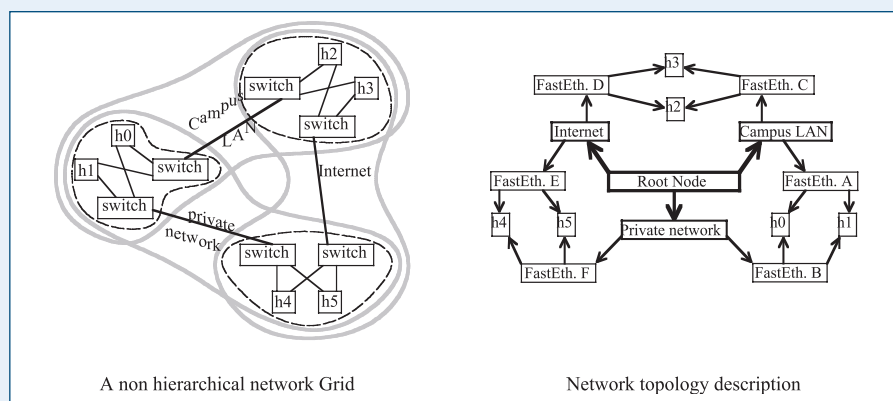 h2
switch
h3
Campus
LAN
switch
h0
switch
h1
Internet
switch
private
network
switch
switch
h4
h5
A non hierarchical network Grid
h3
FastEth. D
FastEth. C
h2
Internet
Campus LAN
FastEth. E
Root Node
FastEth. A
h4
h5
Private network
h0
h1
FastEth. F
FastEth. B
Network topology description